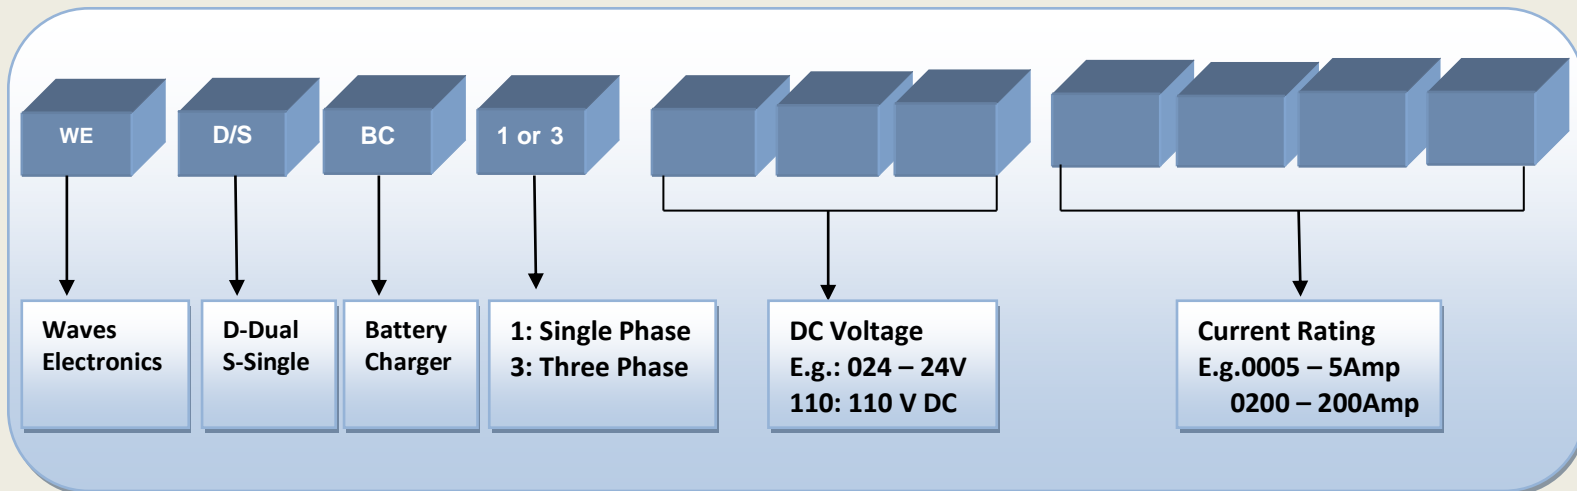 WE
D/S
BC
1 or 3
Waves
Electronics
D-Dual
S-Single
Battery
Charger
1: Single Phase
3: Three Phase
DC Voltage
E.g.: 024 – 24V
110: 110 V DC
Current Rating
E.g.0005 – 5Amp
0200 – 200Amp